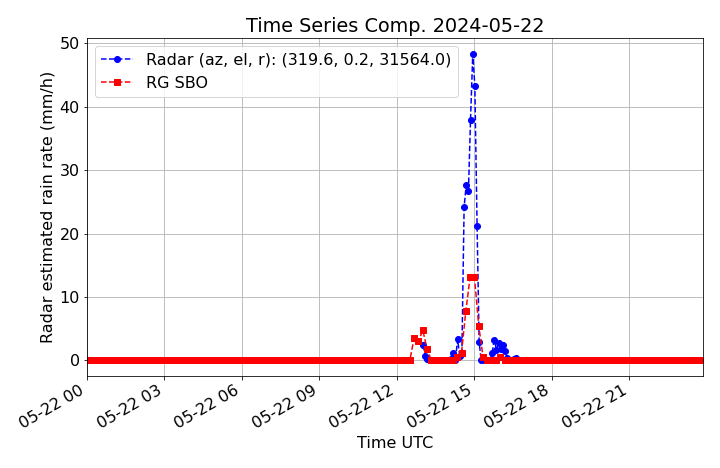 Time Series Comp. 2024-05-22
Radar (az, el, r): (319.6, 0.2, 31564.0)
RG SBO
Radar estimated rain rate (mm/h)
50
40
30
20
10
0
05-22 00
05-22 03
05-22 06
05-22 09
05-22 12
05-22 15
05-22 18
05-22 21
Time UTC